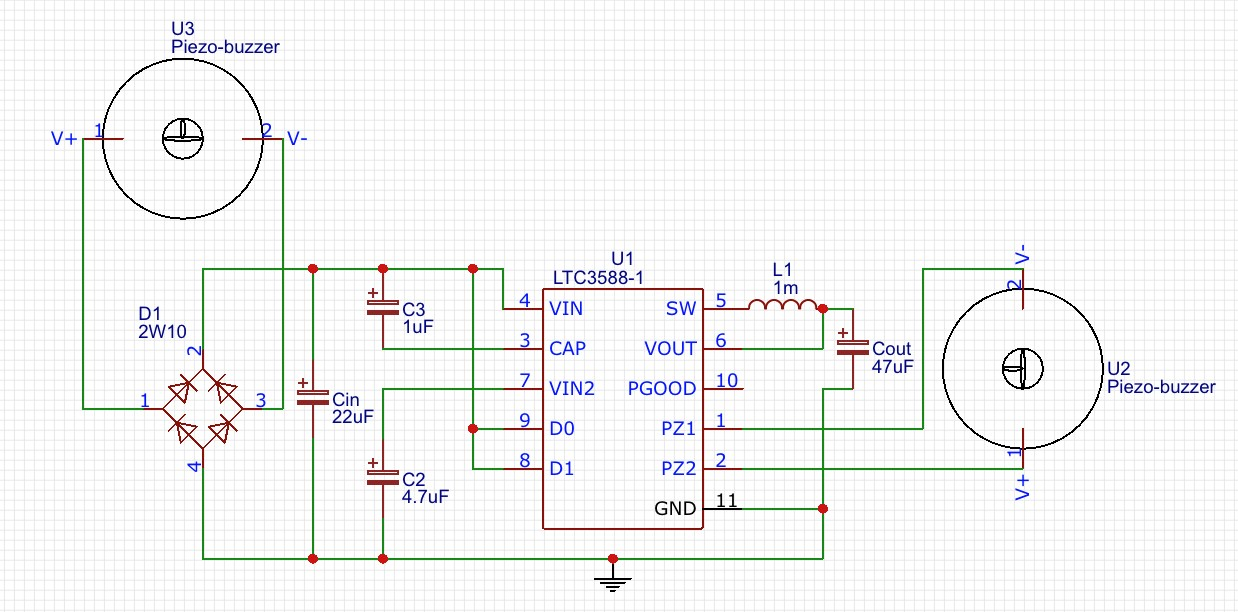 U3
Piezo-buzzer
V+ 1
2 V-
V-
2
U1
LTC3588-1
L1
1m
4 VIN
SW 5
+
C3
1uF
D1
2W10
3 CAP
VOUT 6
+
Cout
47uF
2
7 VIN2
PGOOD 10
U2
Piezo-buzzer
1
3
+
Cin
22uF
9 D0
PZ1 1
4
+
C2
4.7uF
8 D1
PZ2 2
1
V+
GND 11